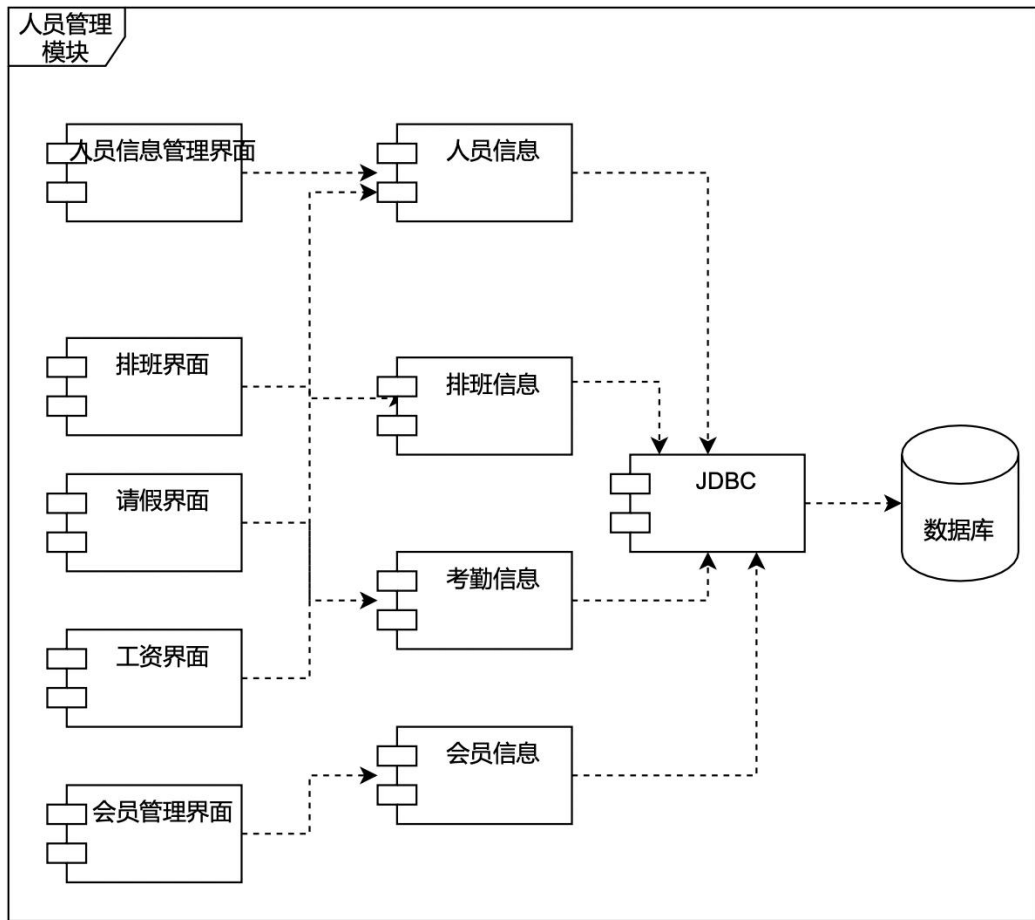 人员管理
模块
人员信息管理界面
人员信息
排班界面
排班信息
JDBC
请假界面
数据库
考勤信息
工资界面
会员信息
会员管理界面